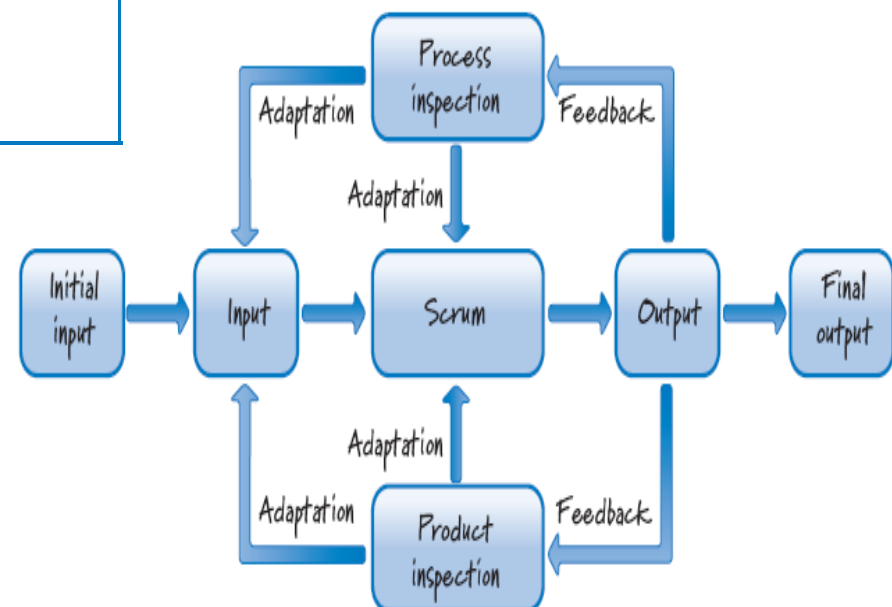 Process
inspection
Adaptation
Feedback
Adaptation
Initial
input
Input
Scrum
Output
Final
output
Adaptation
Adaptation
Feedback
Product
inspection